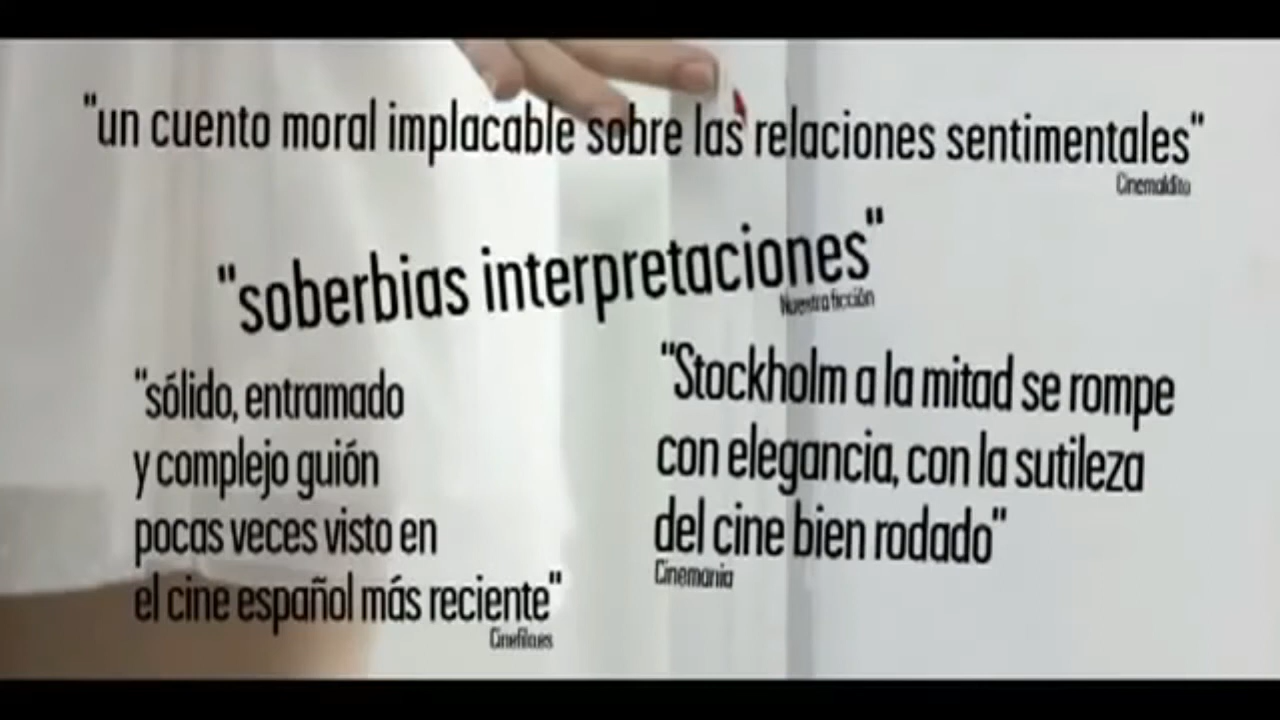 "un cuento moral implacable sobre las relaciones sentimentales"
Cinemaldito
"soberbias interpretaciones"
Nuestra ficción
"sólido, entramado
y complejo guión
pocas veces visto en
el cine español más reciente"
Cinefilos.es
"Stockholm a la mitad se rompe
con elegancia, con la sutileza
del cine bien rodado"
Cinemanía